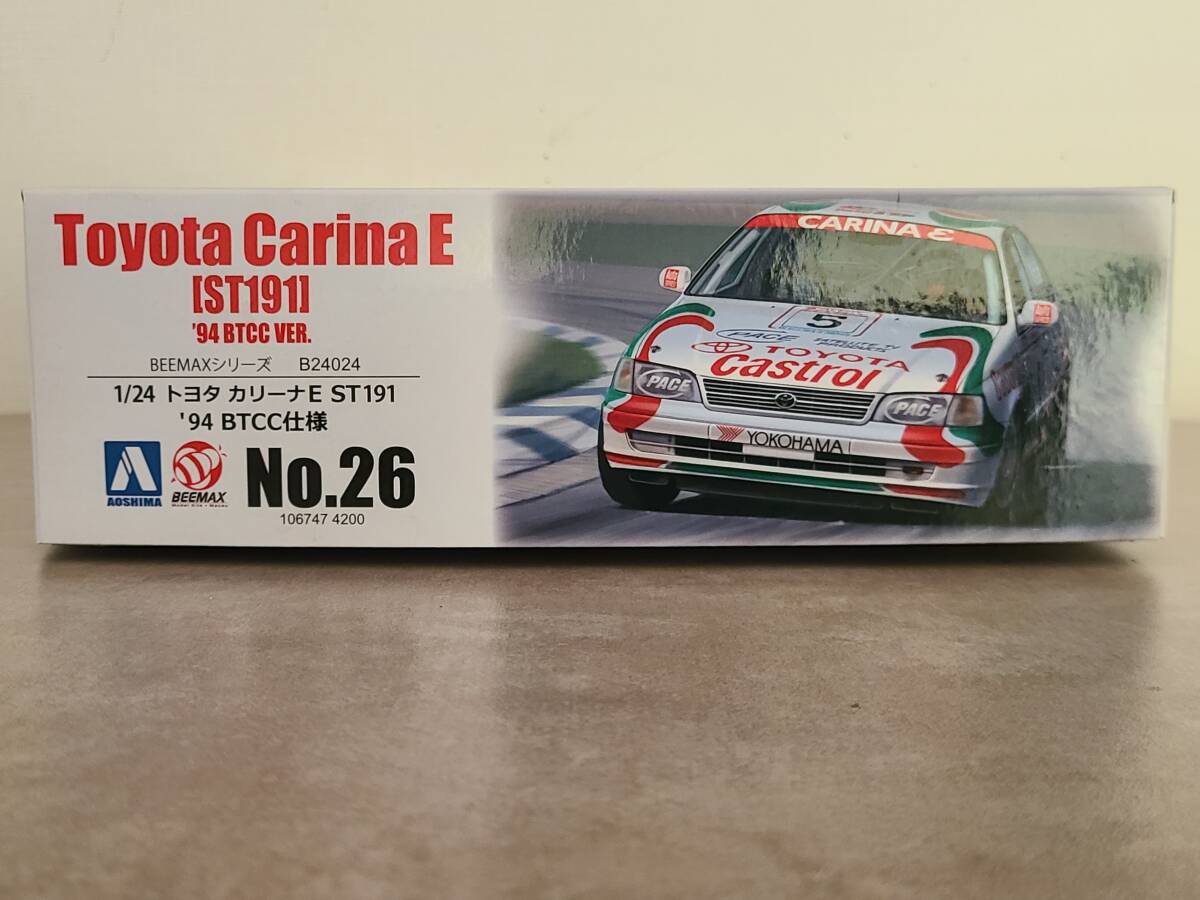 Toyota Carina E
[ST191]
'94 BTCC VER.
BEEMAXシリーズ B24024
1/24 トヨタ カリーナE ST191
'94 BTCC仕様
AOSHIMA
BEEMAX
No.26
106747 4200
CARINA E
5
PACE
SATELLITE TV
TOYOTA
Castrol
PACE
PACE
YOKOHAMA